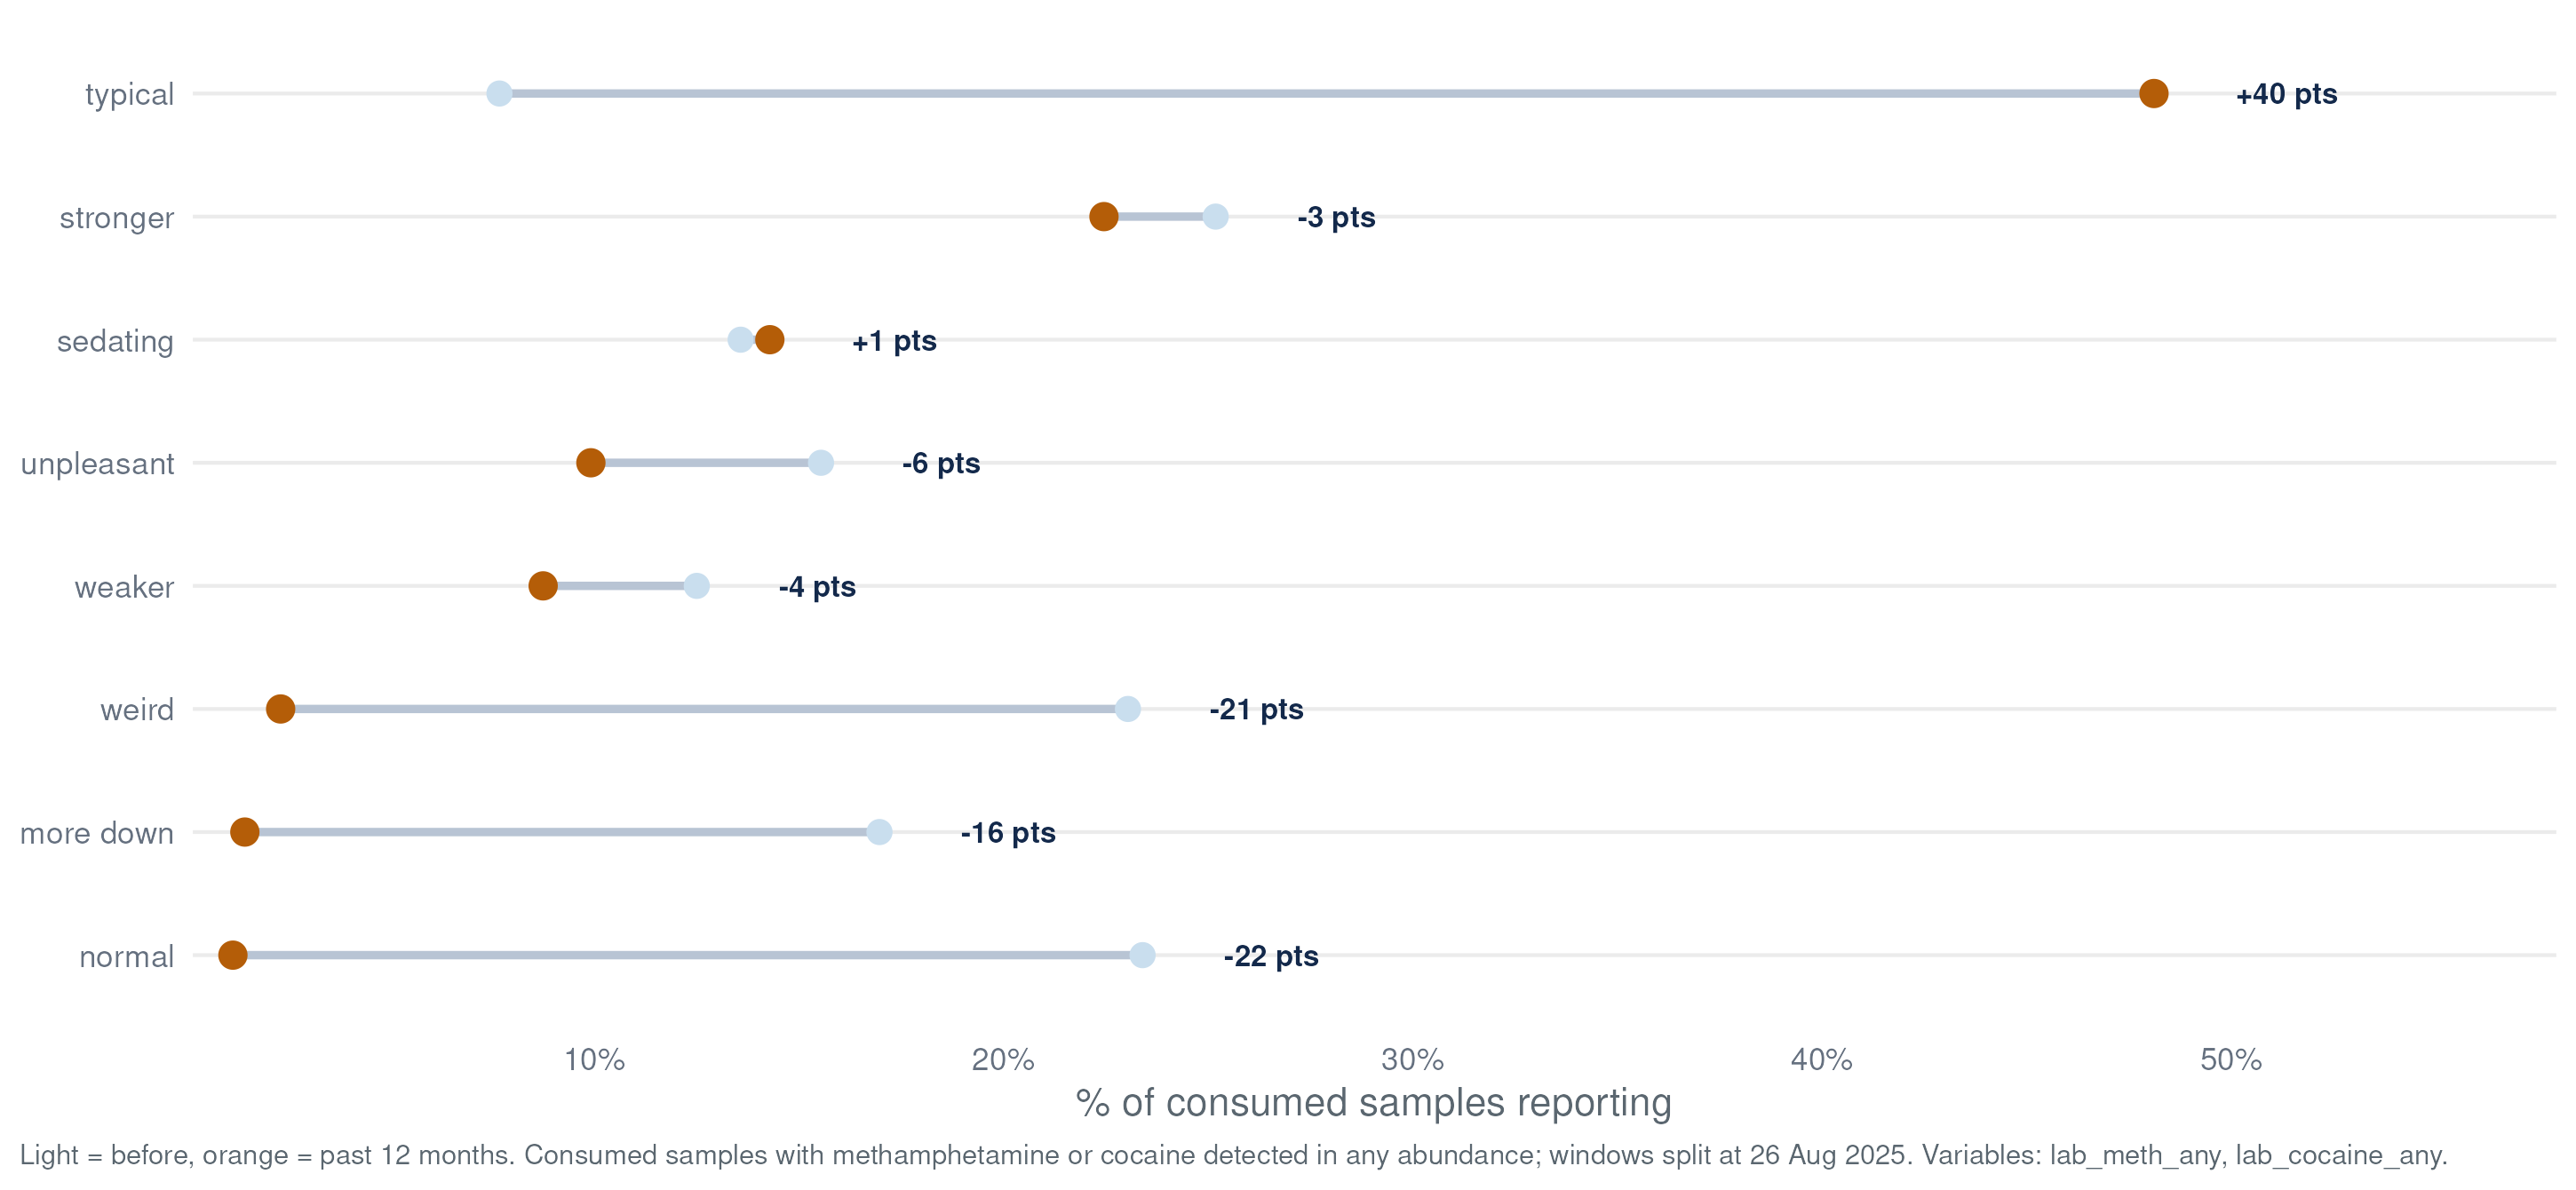 typical +40 pts
stronger -3 pts
sedating +1 pts
unpleasant -6 pts
weaker -4 pts
weird -21 pts
more down -16 pts
normal -22 pts
10% 20% 30% 40% 50%
% of consumed samples reporting
Light = before, orange = past 12 months. Consumed samples with methamphetamine or cocaine detected in any abundance; windows split at 26 Aug 2025. Variables: lab_meth_any, lab_cocaine_any.